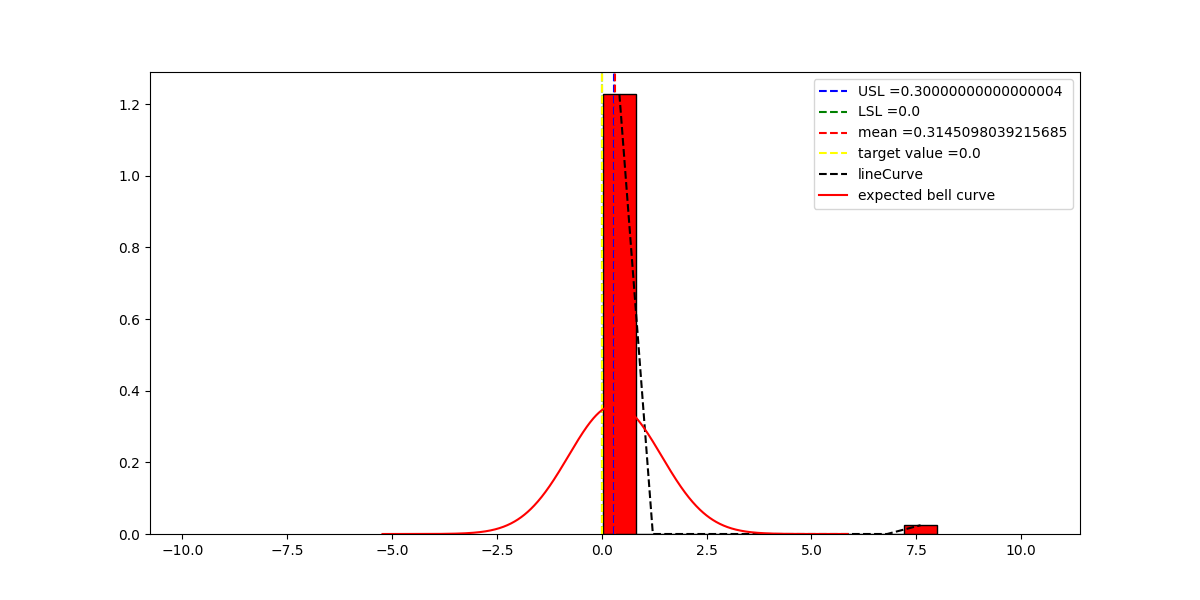 USL =0.30000000000000004
LSL =0.0
mean =0.3145098039215685
target value =0.0
lineCurve
expected bell curve
1.2
1.0
0.8
0.6
0.4
0.2
0.0
−10.0 −7.5 −5.0 −2.5 0.0 2.5 5.0 7.5 10.0